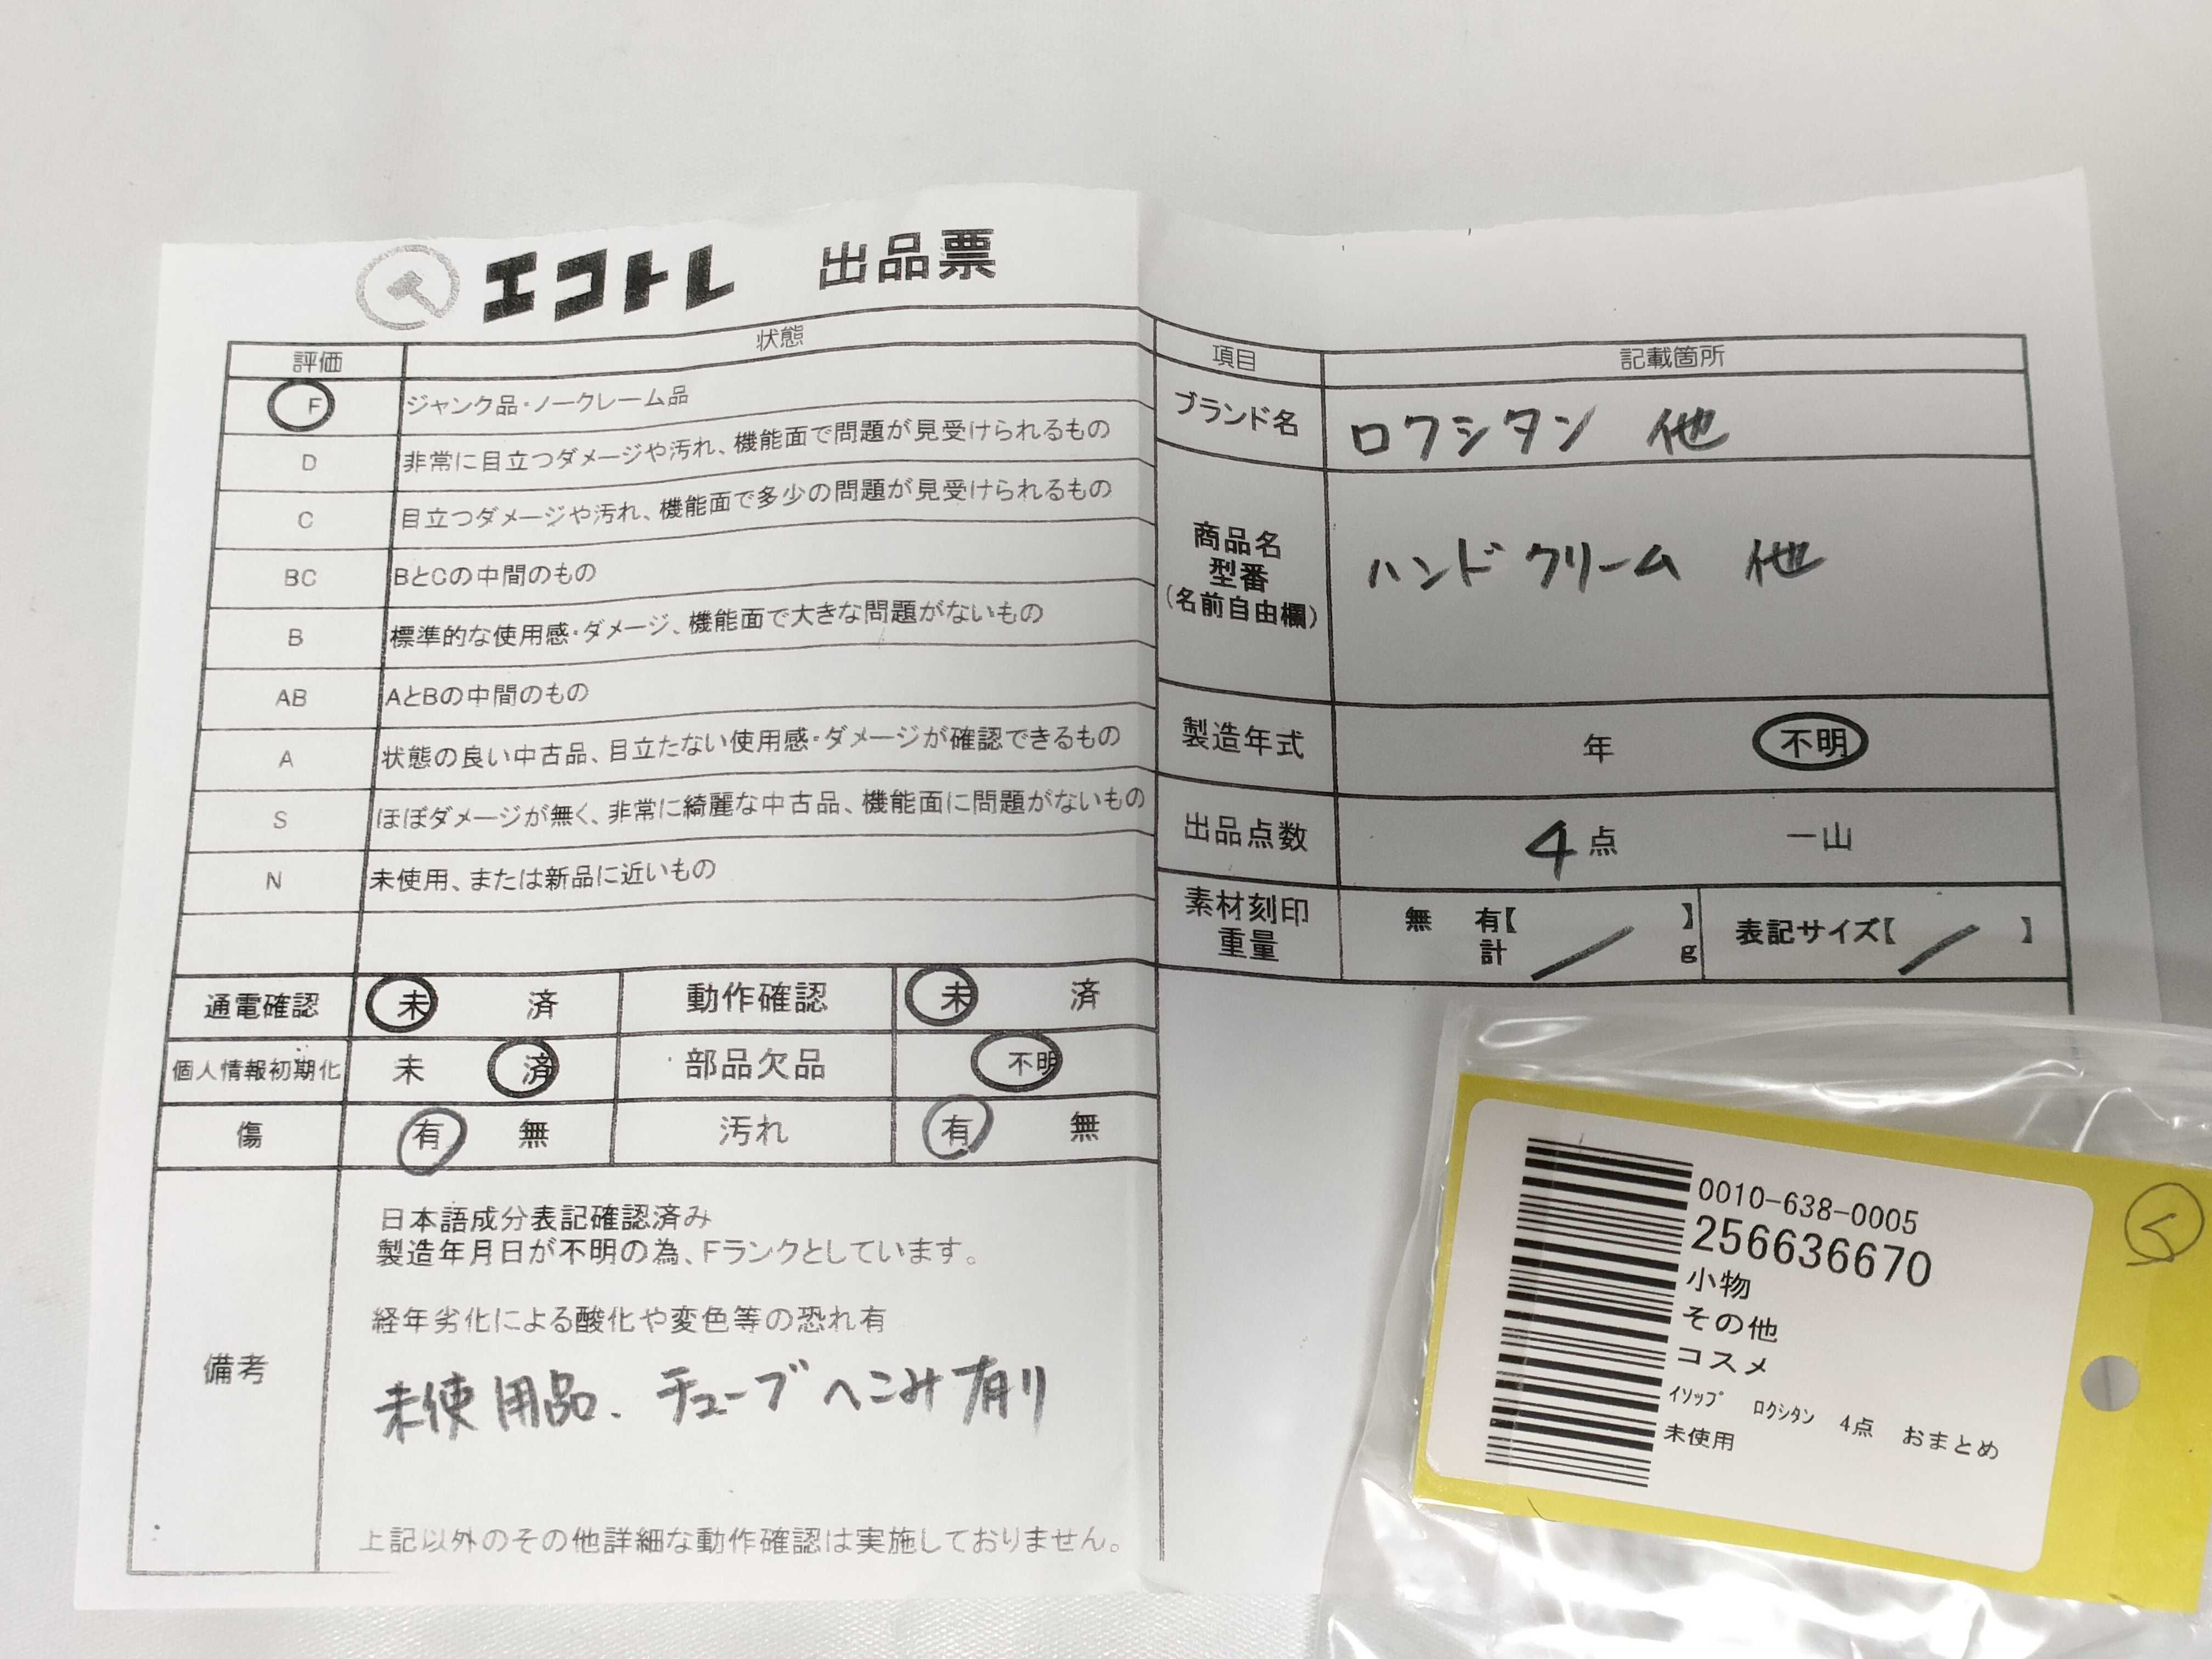 エコトレ 出品票
評価 状態
F ジャンク品・ノークレーム品
D 非常に目立つダメージや汚れ、機能面で問題が見受けられるもの
C 目立つダメージや汚れ、機能面で多少の問題が見受けられるもの
BC BとCの中間のもの
B 標準的な使用感・ダメージ、機能面で大きな問題がないもの
AB AとBの中間のもの
A 状態の良い中古品、目立たない使用感・ダメージが確認できるもの
S ほぼダメージが無く、非常に綺麗な中古品、機能面に問題がないもの
N 未使用、または新品に近いもの
通電確認 未 済 動作確認 未 済
個人情報初期化 未 済 部品欠品 不明
傷 有 無 汚れ 有 無
備考
日本語成分表記確認済み
製造年月日が不明の為、Fランクとしています。
経年劣化による酸化や変色等の恐れ有
未使用品、チューブへこみ有り
上記以外のその他詳細な動作確認は実施しておりません。
項目 記載箇所
ブランド名 ロクシタン 他
商品名
型番
(名前自由欄)
ハンドクリーム 他
製造年式 年 不明
出品点数 4点 一山
素材刻印 無 有【 】
重量 計 g
表記サイズ【 】
0010-638-0005
256636670
小物
その他
コスメ
ｲｿｯﾌﾟ ﾛｸｼﾀﾝ 4点 おまとめ
未使用